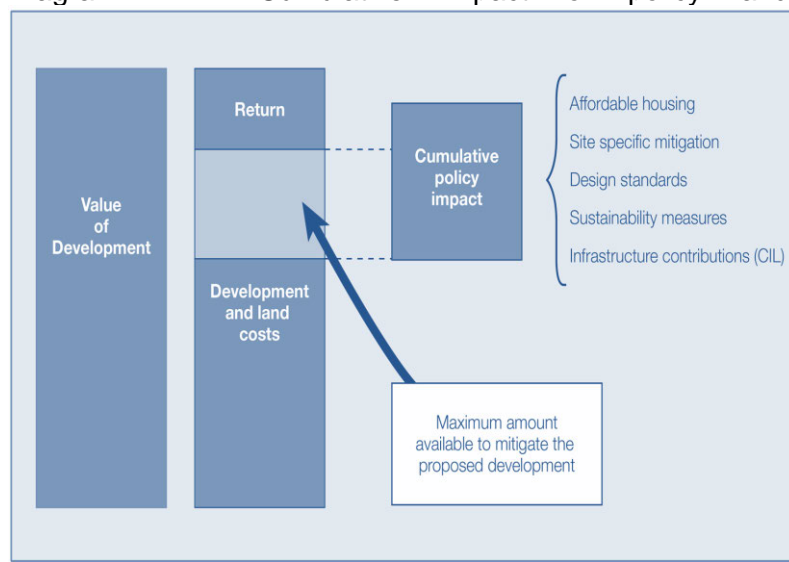 Return
Value
of
Development
Development
and land
costs
Cumulative
policy
impact
Affordable housing
Site specific mitigation
Design standards
Sustainability measures
Infrastructure contributions (CIL)
Maximum amount
available to mitigate the
proposed development